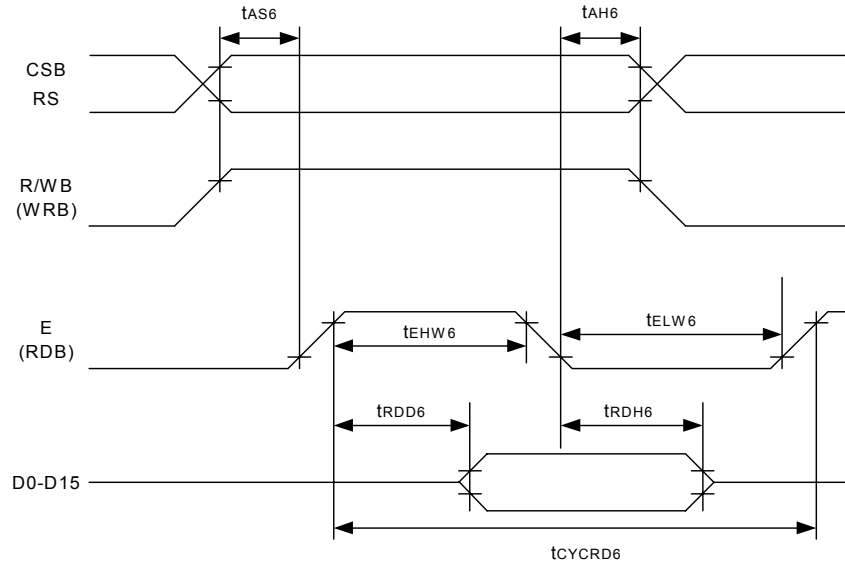 tAS6
tAH6
CSB
RS
R/WB
(WRB)
E
(RDB)
tEHW6
tELW6
tRDD6
tRDH6
D0-D15
tCYCRD6